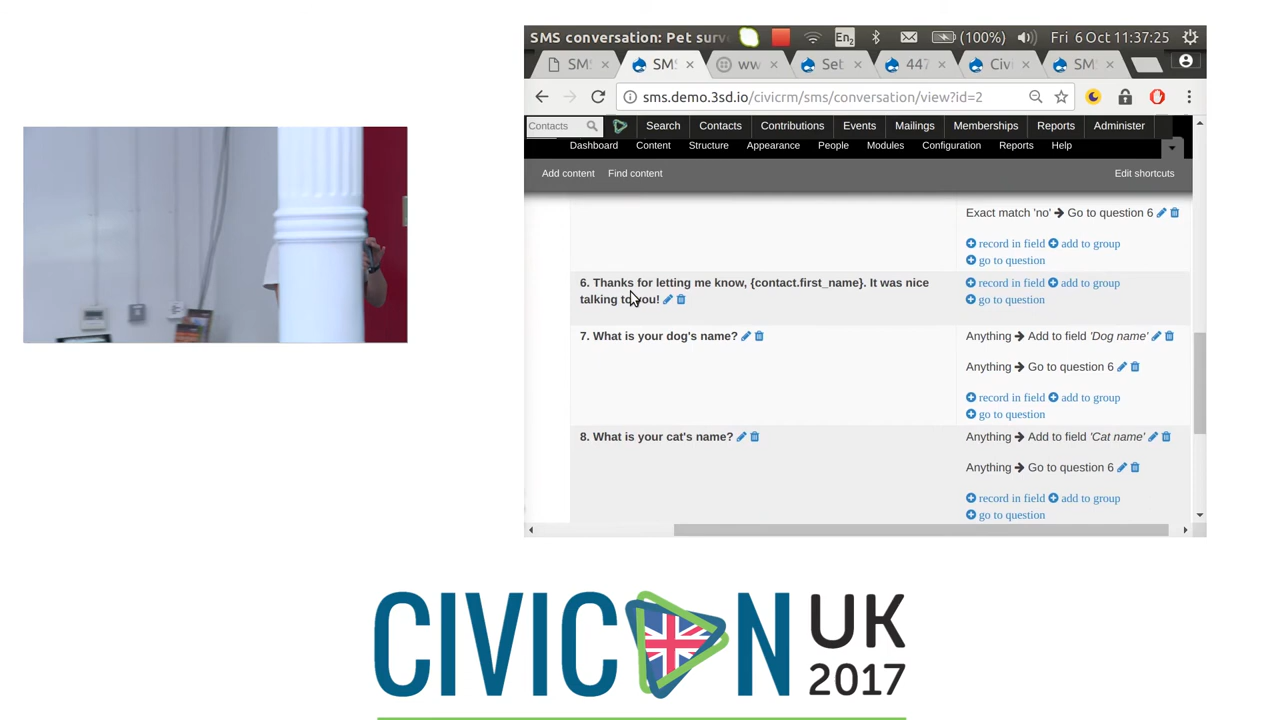 SMS conversation: Pet surv
En2
(100%)
Fri 6 Oct 11:37:25
SMS
SMS
ww
Set
447
Civi
SMS
sms.demo.3sd.io/civicrm/sms/conversation/view?id=2
Contacts
Search
Contacts
Contributions
Events
Mailings
Memberships
Reports
Administer
Dashboard
Content
Structure
Appearance
People
Modules
Configuration
Reports
Help
Add content
Find content
Edit shortcuts
Exact match 'no' → Go to question 6
record in field add to group
go to question
6. Thanks for letting me know, {contact.first_name}. It was nice
talking to you!
record in field add to group
go to question
7. What is your dog's name?
Anything → Add to field 'Dog name'
Anything → Go to question 6
record in field add to group
go to question
8. What is your cat's name?
Anything → Add to field 'Cat name'
Anything → Go to question 6
record in field add to group
go to question
CIVICON UK
2017